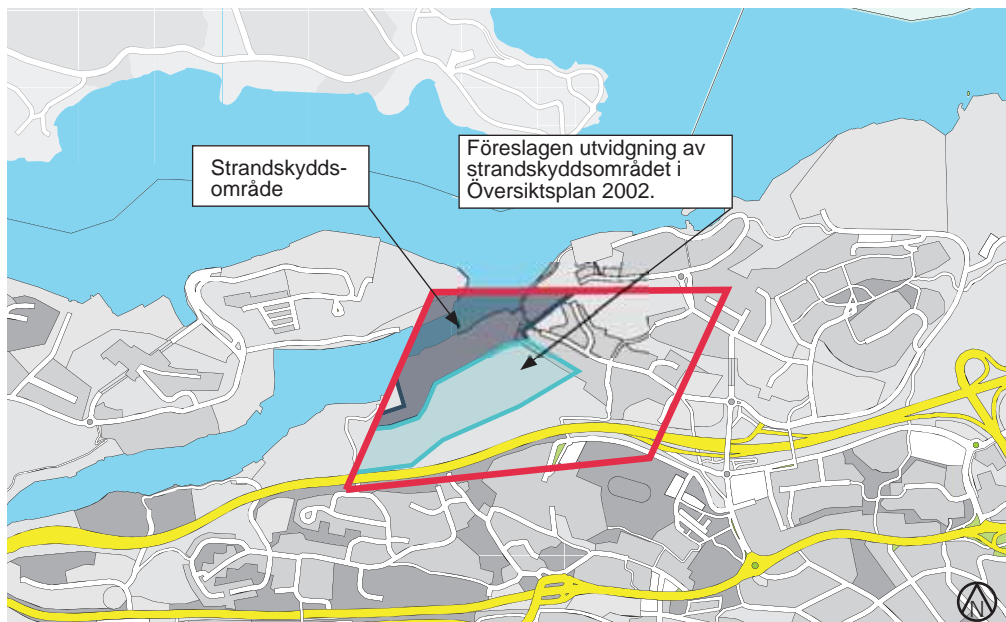 Strandskydds-
område
Föreslagen utvidgning av
strandskyddsområdet i
Översiktsplan 2002.
N